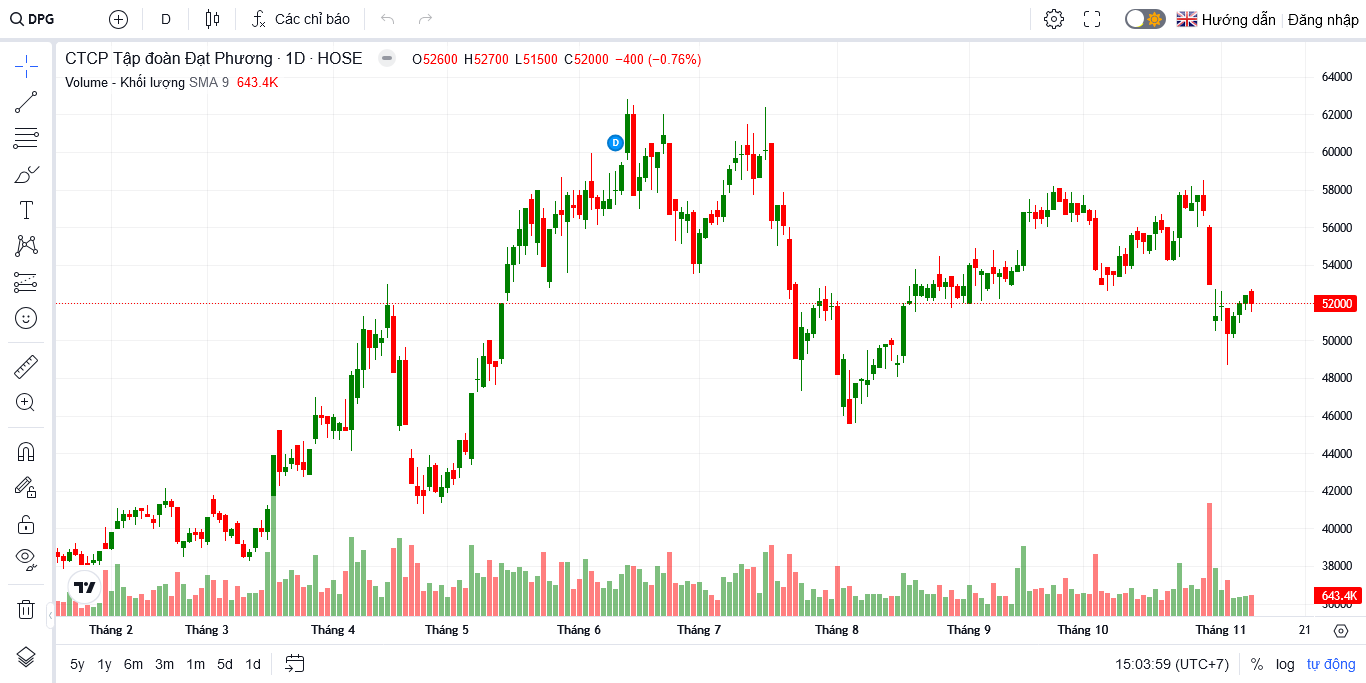 DPG D Các chỉ báo Hướng dẫn Đăng nhập
CTCP Tập đoàn Đạt Phương · 1D · HOSE O52600 H52700 L51500 C52000 −400 (−0.76%)
Volume - Khối lượng SMA 9 643.4K
64000
62000
60000
58000
56000
54000
52000
50000
48000
46000
44000
42000
40000
38000
643.4K
36000
D
Tháng 2 Tháng 3 Tháng 4 Tháng 5 Tháng 6 Tháng 7 Tháng 8 Tháng 9 Tháng 10 Tháng 11 21
5y 1y 6m 3m 1m 5d 1d 15:03:59 (UTC+7) % log tự động